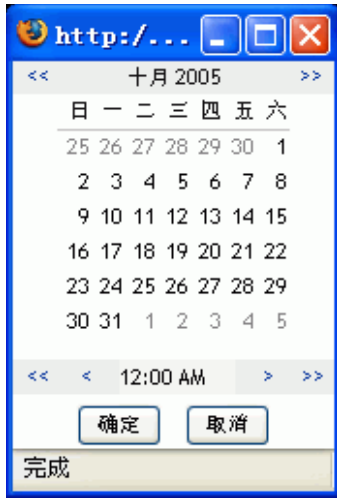 http:/...
<< 十月 2005 >>
日 一 二 三 四 五 六
25 26 27 28 29 30 1
2 3 4 5 6 7 8
9 10 11 12 13 14 15
16 17 18 19 20 21 22
23 24 25 26 27 28 29
30 31 1 2 3 4 5
<< < 12:00 AM > >>
确定 取消
完成